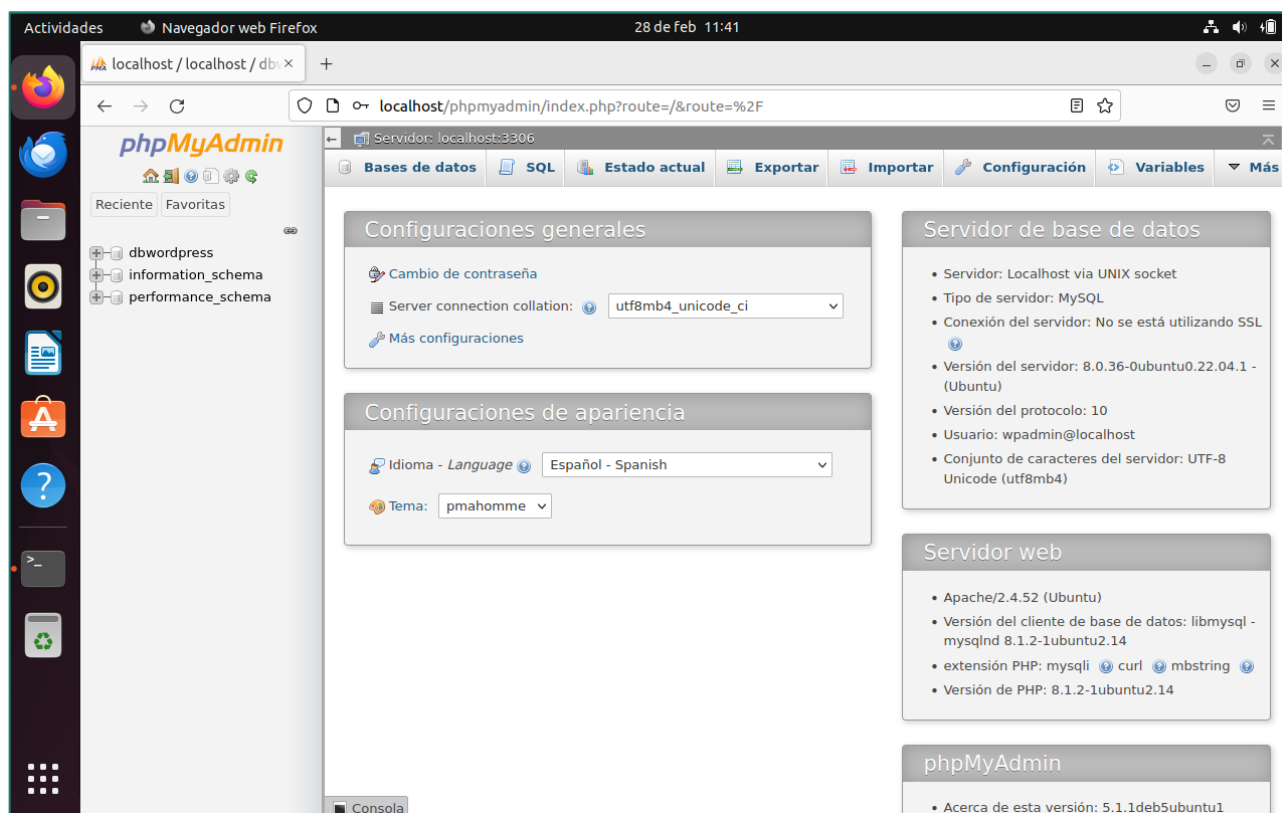 Actividades Navegador web Firefox 28 de feb 11:41
localhost / localhost / dbw
localhost/phpmyadmin/index.php?route=/&route=%2F
phpMyAdmin
Reciente Favoritas
dbwordpress
information_schema
performance_schema
Servidor: localhost:3306
Bases de datos SQL Estado actual Exportar Importar Configuración Variables Más
Configuraciones generales
Cambio de contraseña
Server connection collation: utf8mb4_unicode_ci
Más configuraciones
Configuraciones de apariencia
Idioma - Language Español - Spanish
Tema: pmahomme
Servidor de base de datos
• Servidor: Localhost via UNIX socket
• Tipo de servidor: MySQL
• Conexión del servidor: No se está utilizando SSL
• Versión del servidor: 8.0.36-0ubuntu0.22.04.1 -
(Ubuntu)
• Versión del protocolo: 10
• Usuario: wpadmin@localhost
• Conjunto de caracteres del servidor: UTF-8
Unicode (utf8mb4)
Servidor web
• Apache/2.4.52 (Ubuntu)
• Versión del cliente de base de datos: libmysql -
mysqlnd 8.1.2-1ubuntu2.14
• extensión PHP: mysqli curl mbstring
• Versión de PHP: 8.1.2-1ubuntu2.14
phpMyAdmin
• Acerca de esta versión: 5.1.1deb5ubuntu1
Consola